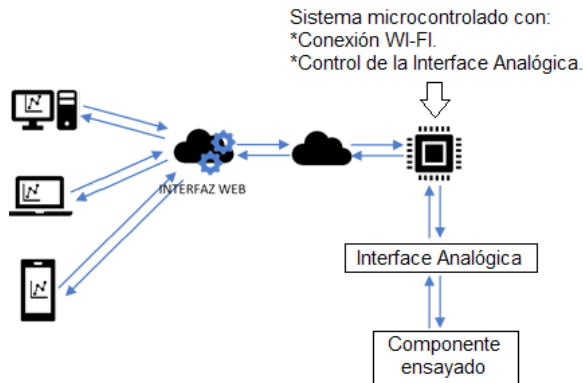 Sistema microcontrolado con:
*Conexión WI-FI.
*Control de la Interface Analógica.
INTERFAZ WEB
Interface Analógica
Componente
ensayado